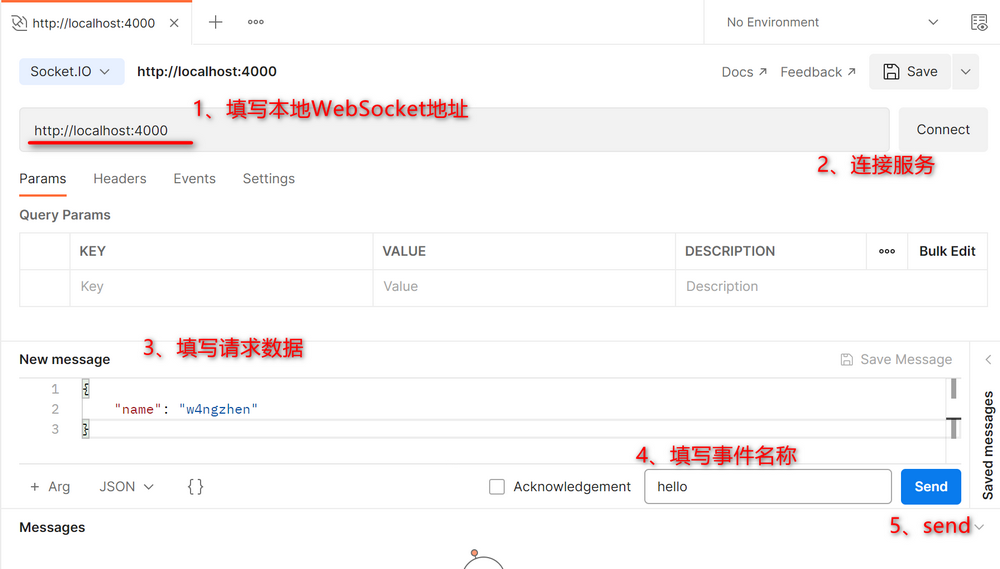 http://localhost:4000
No Environment
Socket.IO http://localhost:4000
Docs Feedback Save
1、填写本地WebSocket地址
http://localhost:4000
Connect
2、连接服务
Params Headers Events Settings
Query Params
KEY VALUE DESCRIPTION Bulk Edit
Key Value Description
3、填写请求数据
New message
Save Message
1 {
2 "name": "w4ngzhen"
3 }
Saved messages
4、填写事件名称
+ Arg JSON {} Acknowledgement hello Send
5、send
Messages